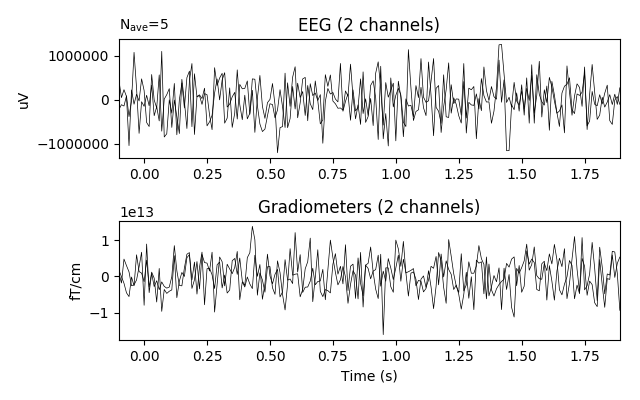 N_ave=5
EEG (2 channels)
1000000
0
−1000000
uV
0.00 0.25 0.50 0.75 1.00 1.25 1.50 1.75
1e13
Gradiometers (2 channels)
1
0
−1
fT/cm
0.00 0.25 0.50 0.75 1.00 1.25 1.50 1.75
Time (s)